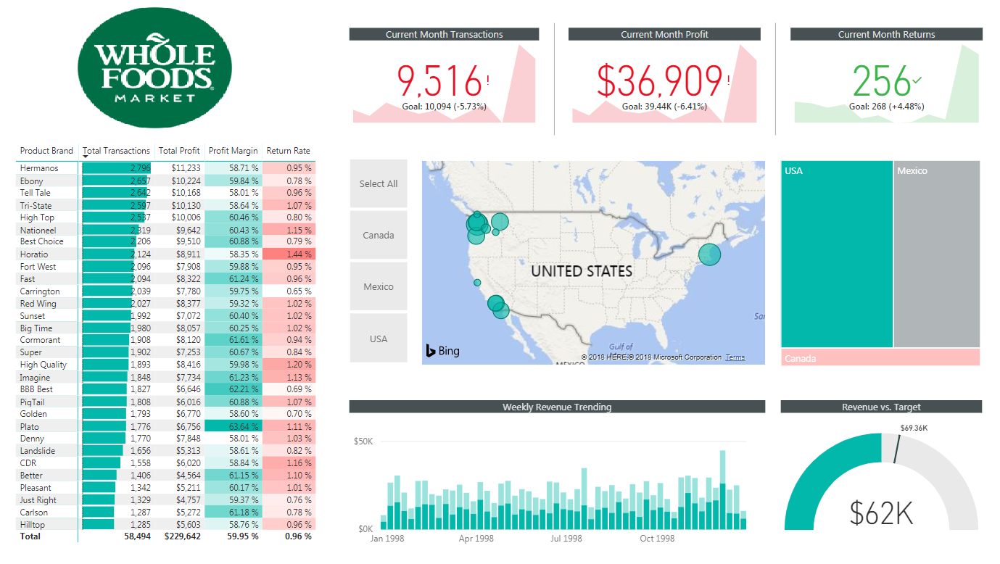 WHOLE
FOODS
MARKET
Current Month Transactions
9,516!
Goal: 10,094 (-5.73%)
Current Month Profit
$36,909!
Goal: 39.44K (-6.41%)
Current Month Returns
256
Goal: 268 (+4.48%)
Product Brand Total Transactions Total Profit Profit Margin Return Rate
Hermanos 2,796 $11,233 58.71 % 0.95 %
Ebony 2,657 $10,224 59.84 % 0.78 %
Tell Tale 2,642 $10,168 58.01 % 0.96 %
Tri-State 2,597 $10,130 58.64 % 1.07 %
High Top 2,537 $10,006 60.46 % 0.80 %
Nationeel 2,319 $9,642 60.43 % 1.15 %
Best Choice 2,206 $9,510 60.88 % 0.79 %
Horatio 2,124 $8,911 58.35 % 1.44 %
Fort West 2,096 $7,908 59.88 % 0.95 %
Fast 2,094 $8,322 61.24 % 0.96 %
Carrington 2,039 $7,780 59.75 % 0.65 %
Red Wing 2,027 $8,377 59.32 % 1.02 %
Sunset 1,992 $7,072 60.40 % 1.02 %
Big Time 1,980 $8,057 60.25 % 1.02 %
Cormorant 1,908 $8,120 61.61 % 0.94 %
Super 1,902 $7,253 60.67 % 0.84 %
High Quality 1,893 $8,416 59.98 % 1.20 %
Imagine 1,848 $7,734 61.23 % 1.13 %
BBB Best 1,827 $6,646 62.21 % 0.69 %
PigTail 1,808 $6,016 60.88 % 1.07 %
Golden 1,793 $6,770 58.60 % 0.70 %
Plato 1,776 $6,756 63.64 % 1.11 %
Denny 1,770 $7,848 58.01 % 1.03 %
Landslide 1,656 $5,313 58.61 % 0.82 %
CDR 1,558 $6,020 58.84 % 1.16 %
Better 1,406 $4,564 61.15 % 1.10 %
Pleasant 1,342 $5,211 60.17 % 1.01 %
Just Right 1,329 $4,757 59.37 % 0.76 %
Carlson 1,287 $5,272 61.18 % 0.78 %
Hilltop 1,285 $5,603 58.76 % 0.96 %
Total 58,494 $229,642 59.95 % 0.96 %
Select All
Canada
Mexico
USA
UNITED STATES
Gulf of
Bing
© 2018 HERE © 2018 Microsoft Corporation Terms
USA
Mexico
Canada
Weekly Revenue Trending
$50K
$0K
Jan 1998 Apr 1998 Jul 1998 Oct 1998
Revenue vs. Target
$69.36K
$62K